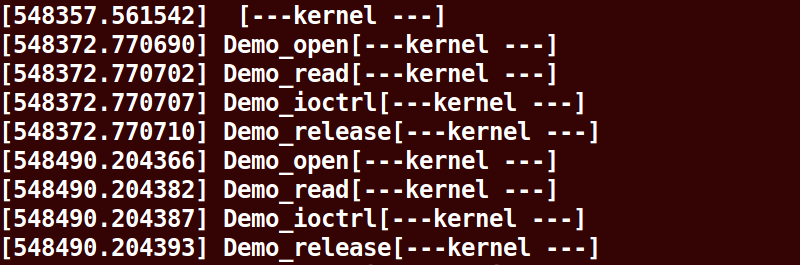 [548357.561542]  [---kernel ---]
[548372.770690] Demo_open[---kernel ---]
[548372.770702] Demo_read[---kernel ---]
[548372.770707] Demo_ioctrl[---kernel ---]
[548372.770710] Demo_release[---kernel ---]
[548490.204366] Demo_open[---kernel ---]
[548490.204382] Demo_read[---kernel ---]
[548490.204387] Demo_ioctrl[---kernel ---]
[548490.204393] Demo_release[---kernel ---]